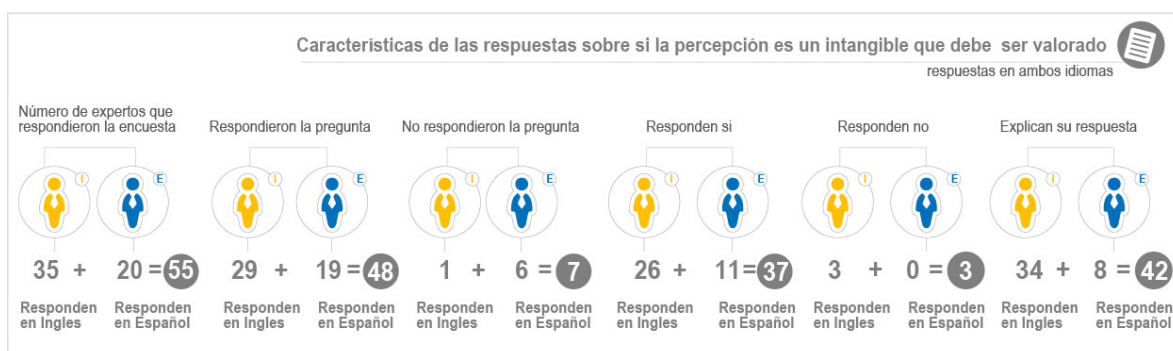 Características de las respuestas sobre si la percepción es un intangible que debe ser valorado
respuestas en ambos idiomas
Número de expertos que
respondieron la encuesta
Respondieron la pregunta
No respondieron la pregunta
Responden si
Responden no
Explican su respuesta
I E I E I E I E I E I E
35 + 20 = 55 29 + 19 = 48 1 + 6 = 7 26 + 11 = 37 3 + 0 = 3 34 + 8 = 42
Responden Responden Responden Responden Responden Responden Responden Responden Responden Responden Responden Responden
en Ingles en Español en Ingles en Español en Ingles en Español en Ingles en Español en Ingles en Español en Ingles en Español